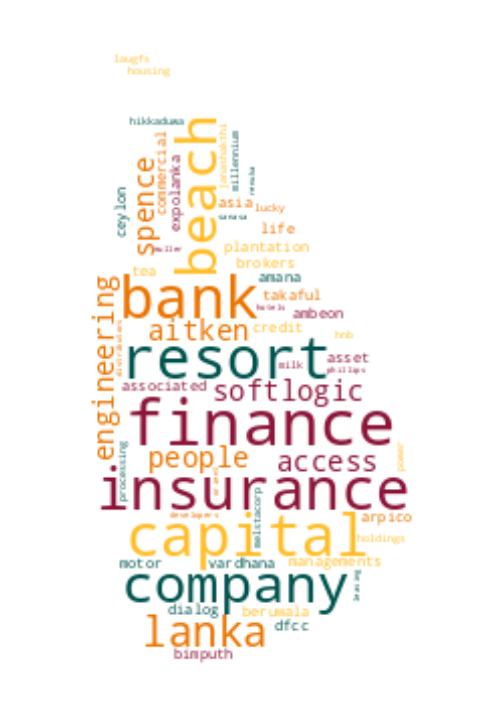 laugfs
housing
hikkaduwa
beach
janashakthi
millennium
commercial
spence
expolanka
renuka
ceylon
asia
lucky
sanasa
life
muller
plantation
brokers
tea
amana
bank
takaful
hotels
ambeon
engineering
aitken
credit
hnb
distributors
resort
asset
milk
phillips
associated
softlogic
finance
people
access
power
processing
insurance
melstacorp
developers
arpico
capital
holdings
motor
vardhana
managements
company
leasing
dialog
beruwala
lanka
dfcc
bimputh